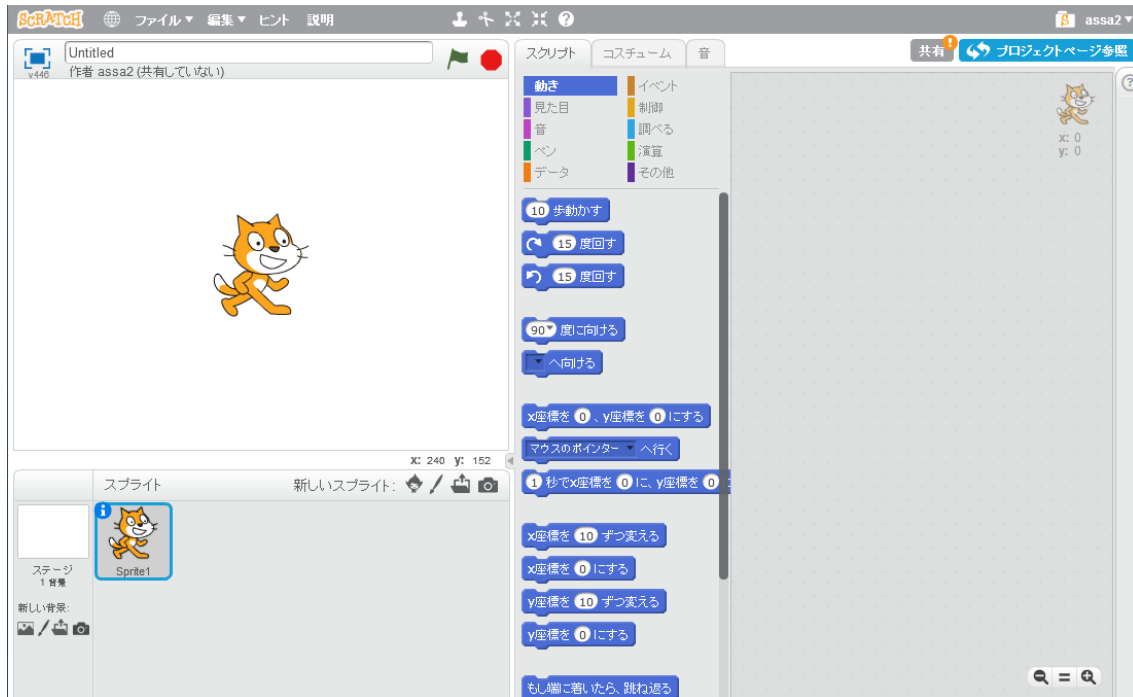 SCRATCH ファイル▼ 編集▼ ヒント 説明 assa2▼
v446 Untitled
作者 assa2 (共有していない)
スクリプト コスチューム 音 共有 プロジェクトページ参照
動き イベント
見た目 制御
音 調べる
ペン 演算
データ その他
x: 0
y: 0
10 歩動かす
15 度回す
15 度回す
90▼ 度に向ける
へ向ける
x座標を 0 、y座標を 0 にする
マウスのポインター へ行く
1 秒でx座標を 0 に、y座標を 0
x座標を 10 ずつ変える
x座標を 0 にする
y座標を 10 ずつ変える
y座標を 0 にする
もし端に着いたら、跳ね返る
x: 240 y: 152
スプライト 新しいスプライト:
ステージ
1 背景
Sprite1
新しい背景: